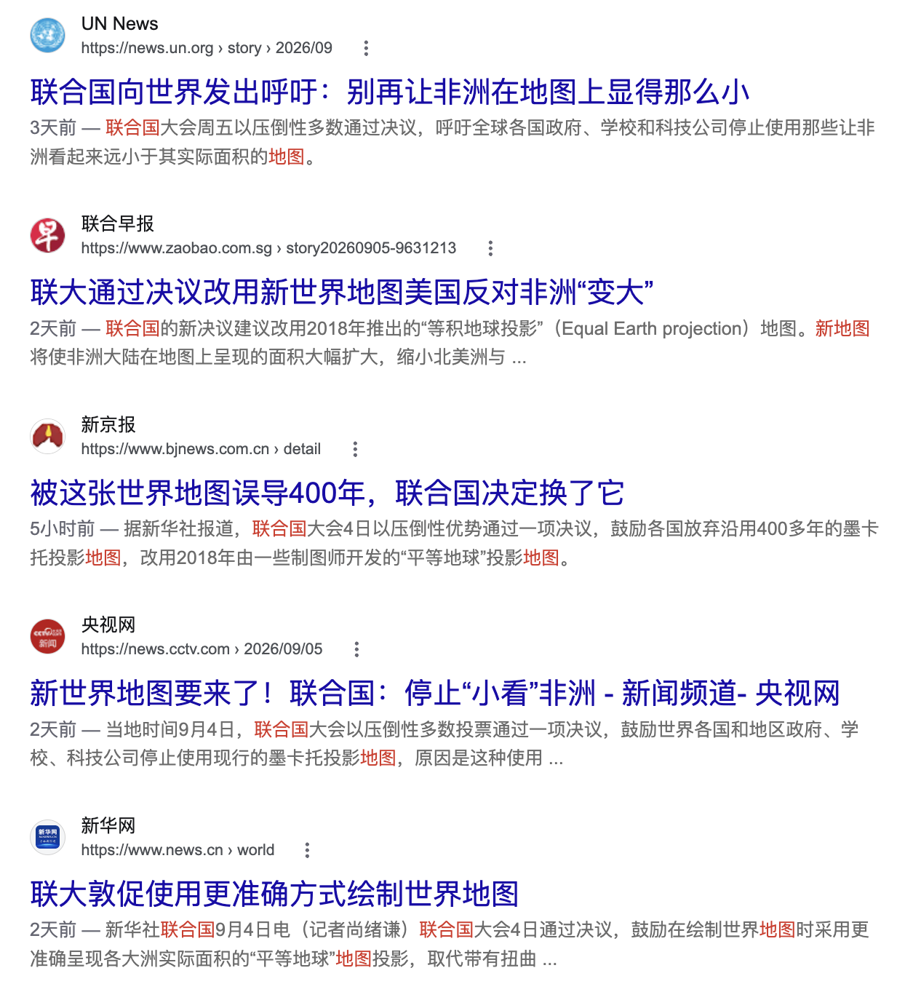 UN News
https://news.un.org › story › 2026/09
联合国向世界发出呼吁：别再让非洲在地图上显得那么小
3天前 — 联合国大会周五以压倒性多数通过决议，呼吁全球各国政府、学校和科技公司停止使用那些让非
洲看起来远小于其实际面积的地图。
早
联合早报
https://www.zaobao.com.sg › story20260905-9631213
联大通过决议改用新世界地图美国反对非洲“变大”
2天前 — 联合国的新决议建议改用2018年推出的“等积地球投影”（Equal Earth projection）地图。新地图
将使非洲大陆在地图上呈现的面积大幅扩大，缩小北美洲与 ...
新京报
https://www.bjnews.com.cn › detail
被这张世界地图误导400年，联合国决定换了它
5小时前 — 据新华社报道，联合国大会4日以压倒性优势通过一项决议，鼓励各国放弃沿用400多年的墨卡
托投影地图，改用2018年由一些制图师开发的“平等地球”投影地图。
CCTV
新闻
央视网
https://news.cctv.com › 2026/09/05
新世界地图要来了！联合国：停止“小看”非洲 - 新闻频道- 央视网
2天前 — 当地时间9月4日，联合国大会以压倒性多数投票通过一项决议，鼓励世界各国和地区政府、学
校、科技公司停止使用现行的墨卡托投影地图，原因是这种使用 ...
新华网
新华网
https://www.news.cn › world
联大敦促使用更准确方式绘制世界地图
2天前 — 新华社联合国9月4日电（记者尚绪谦）联合国大会4日通过决议，鼓励在绘制世界地图时采用更
准确呈现各大洲实际面积的“平等地球”地图投影，取代带有扭曲 ...